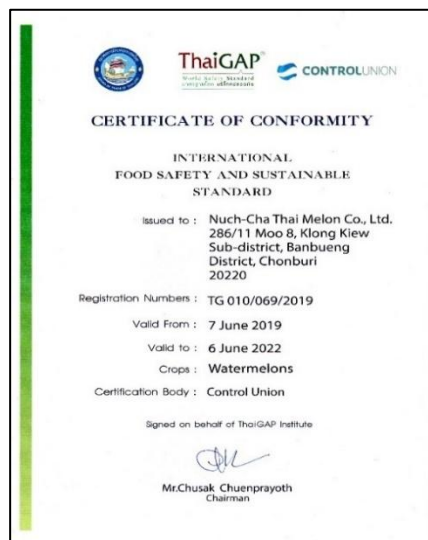 ThaiGAP
World Safety Standard
CONTROLUNION
CERTIFICATE OF CONFORMITY
INTERNATIONAL
FOOD SAFETY AND SUSTAINABLE
STANDARD
Issued to : Nuch-Cha Thai Melon Co., Ltd.
286/11 Moo 8, Klong Kiew
Sub-district, Banbueng
District, Chonburi
20220
Registration Numbers : TG 010/069/2019
Valid From : 7 June 2019
Valid to : 6 June 2022
Crops : Watermelons
Certification Body : Control Union
Signed on behalf of ThaiGAP Institute
Mr.Chusak Chuenprayoth
Chairman